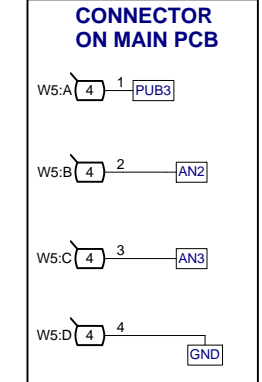 CONNECTOR
ON MAIN PCB
W5:A 4 1 PUB3
W5:B 4 2 AN2
W5:C 4 3 AN3
W5:D 4 4
GND